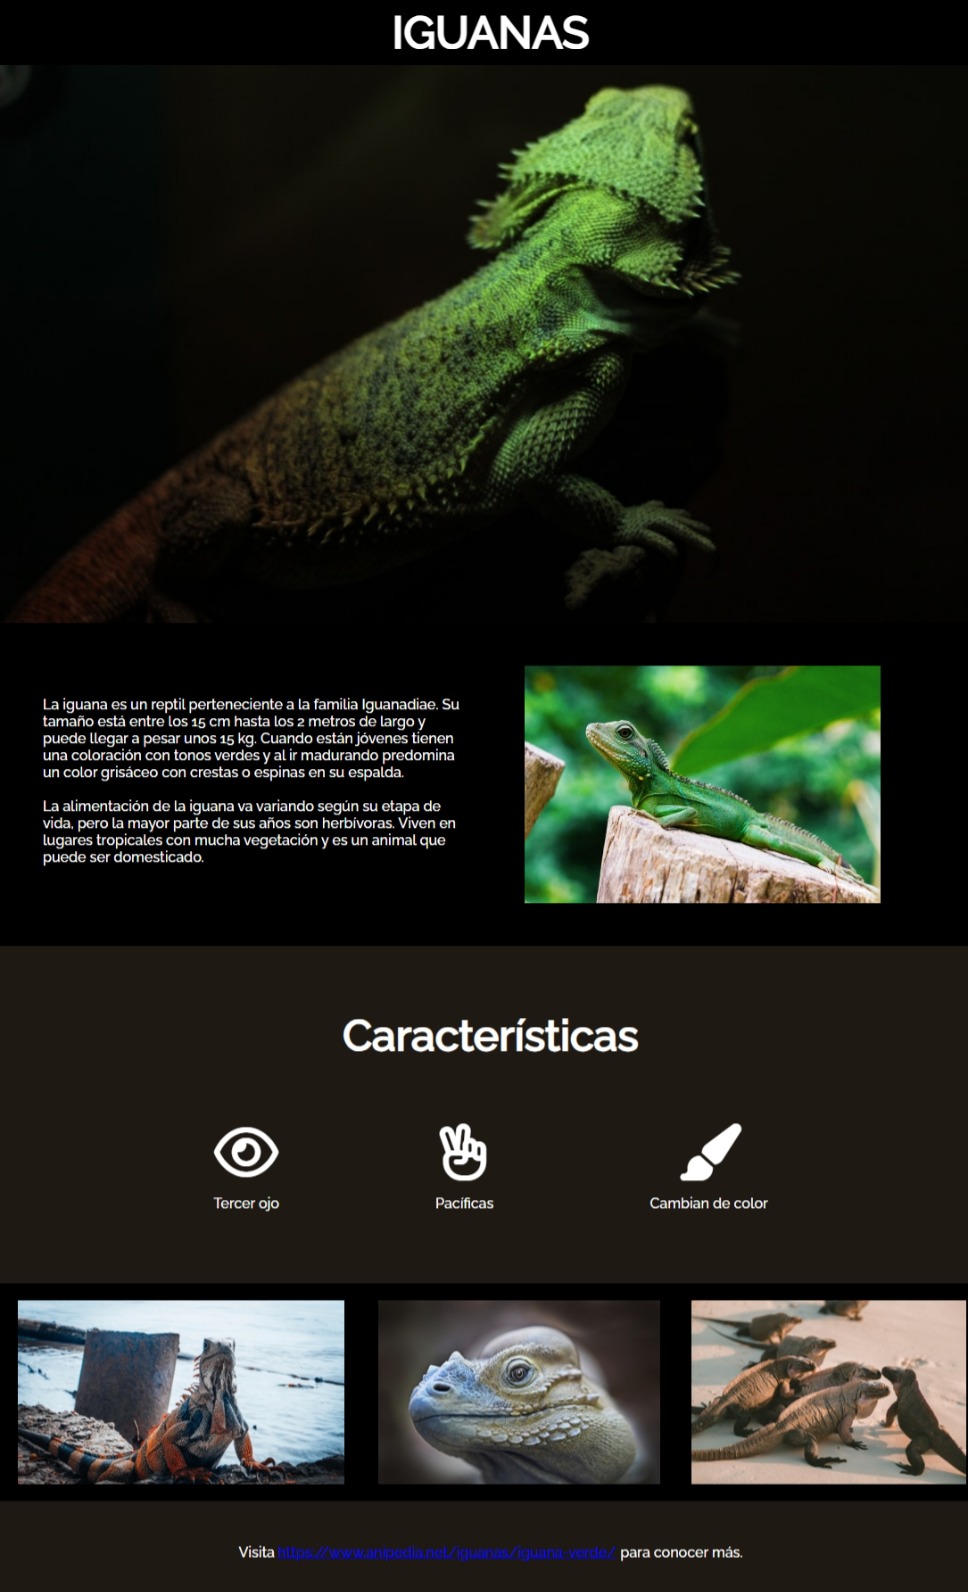 IGUANAS
La iguana es un reptil perteneciente a la familia Iguanadiae. Su
tamaño está entre los 15 cm hasta los 2 metros de largo y
puede llegar a pesar unos 15 kg. Cuando están jóvenes tienen
una coloración con tonos verdes y al ir madurando predomina
un color grisáceo con crestas o espinas en su espalda.
La alimentación de la iguana va variando según su etapa de
vida, pero la mayor parte de sus años son herbívoras. Viven en
lugares tropicales con mucha vegetación y es un animal que
puede ser domesticado.
Características
Tercer ojo
Pacíficas
Cambian de color
Visita https://www.anipedia.net/iguanas/iguana-verde/ para conocer más.